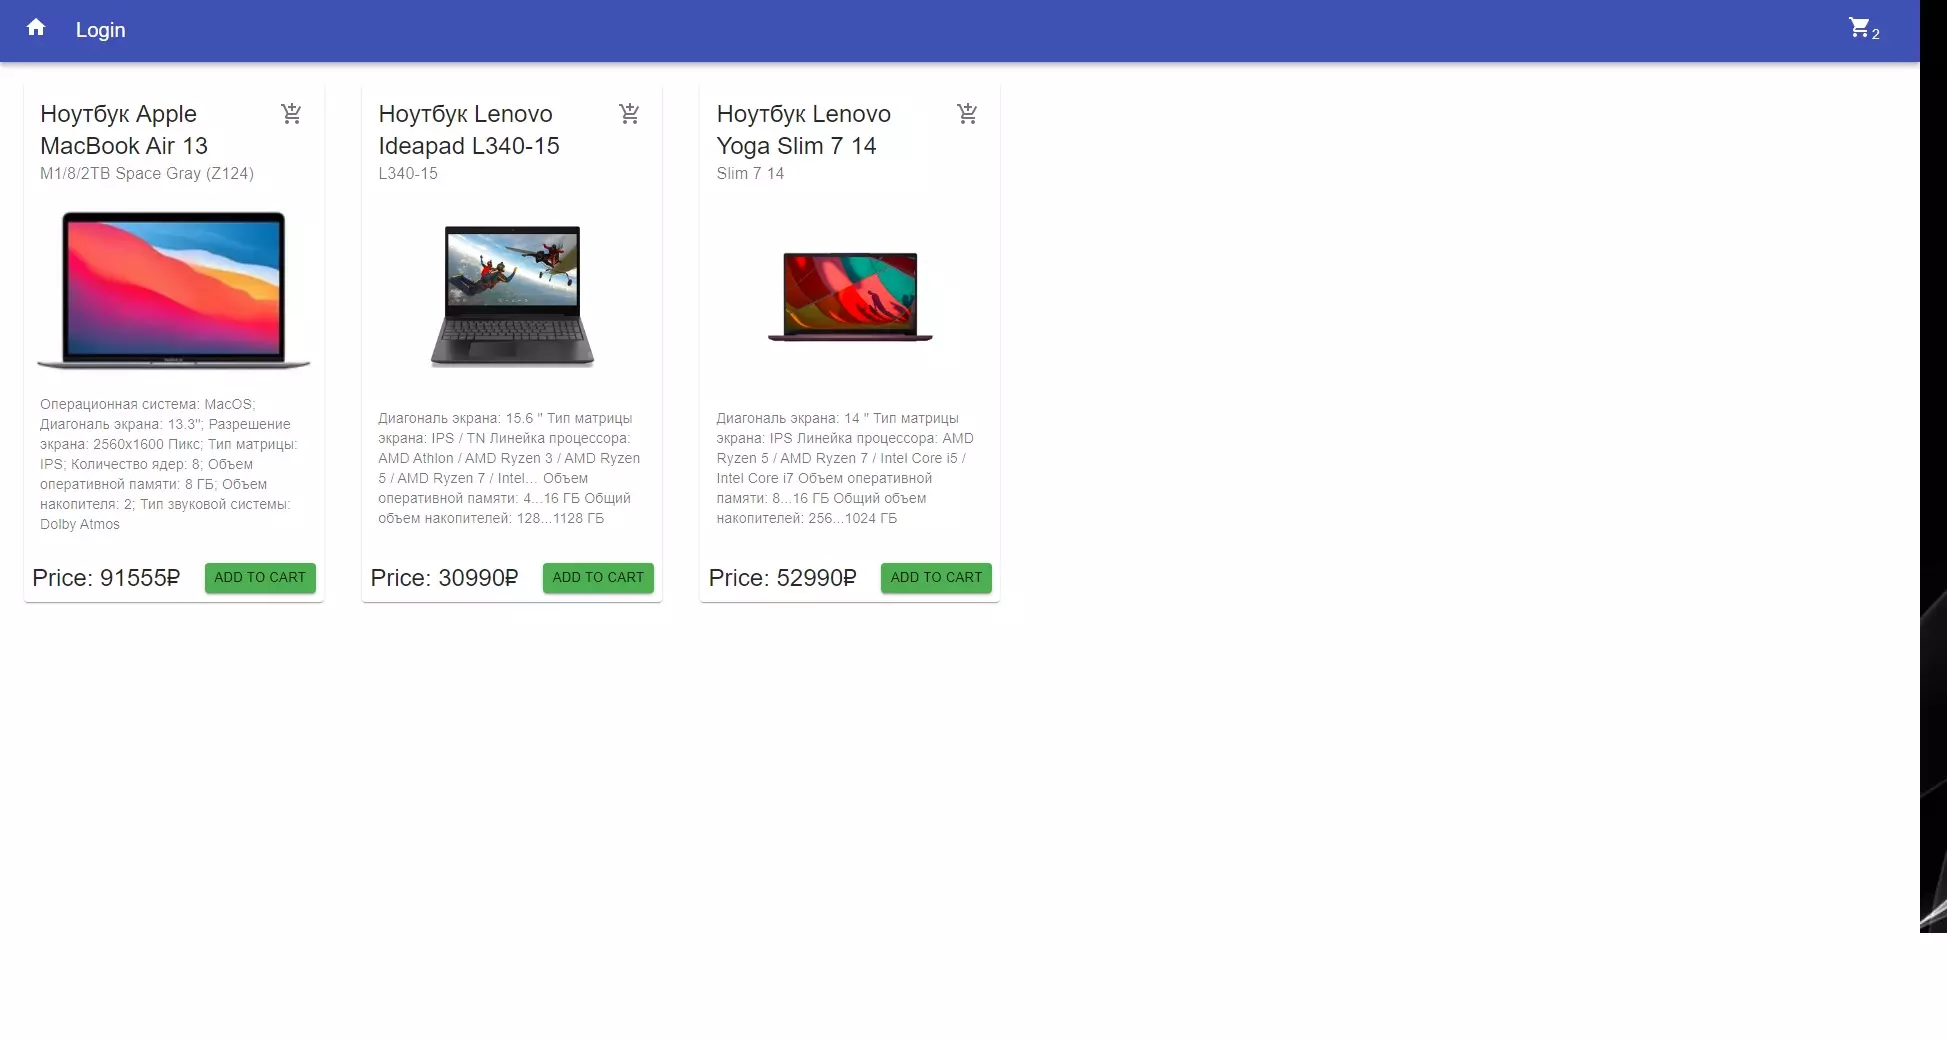 Login
2
Ноутбук Apple
MacBook Air 13
M1/8/2TB Space Gray (Z124)
Операционная система: MacOS;
Диагональ экрана: 13.3"; Разрешение
экрана: 2560x1600 Пикс; Тип матрицы:
IPS; Количество ядер: 8; Объем
оперативной памяти: 8 ГБ; Объем
накопителя: 2; Тип звуковой системы:
Dolby Atmos
Price: 91555₽
ADD TO CART
Ноутбук Lenovo
Ideapad L340-15
L340-15
Диагональ экрана: 15.6 " Тип матрицы
экрана: IPS / TN Линейка процессора:
AMD Athlon / AMD Ryzen 3 / AMD Ryzen
5 / AMD Ryzen 7 / Intel... Объем
оперативной памяти: 4...16 ГБ Общий
объем накопителей: 128...1128 ГБ
Price: 30990₽
ADD TO CART
Ноутбук Lenovo
Yoga Slim 7 14
Slim 7 14
Диагональ экрана: 14 " Тип матрицы
экрана: IPS Линейка процессора: AMD
Ryzen 5 / AMD Ryzen 7 / Intel Core i5 /
Intel Core i7 Объем оперативной
памяти: 8...16 ГБ Общий объем
накопителей: 256...1024 ГБ
Price: 52990₽
ADD TO CART